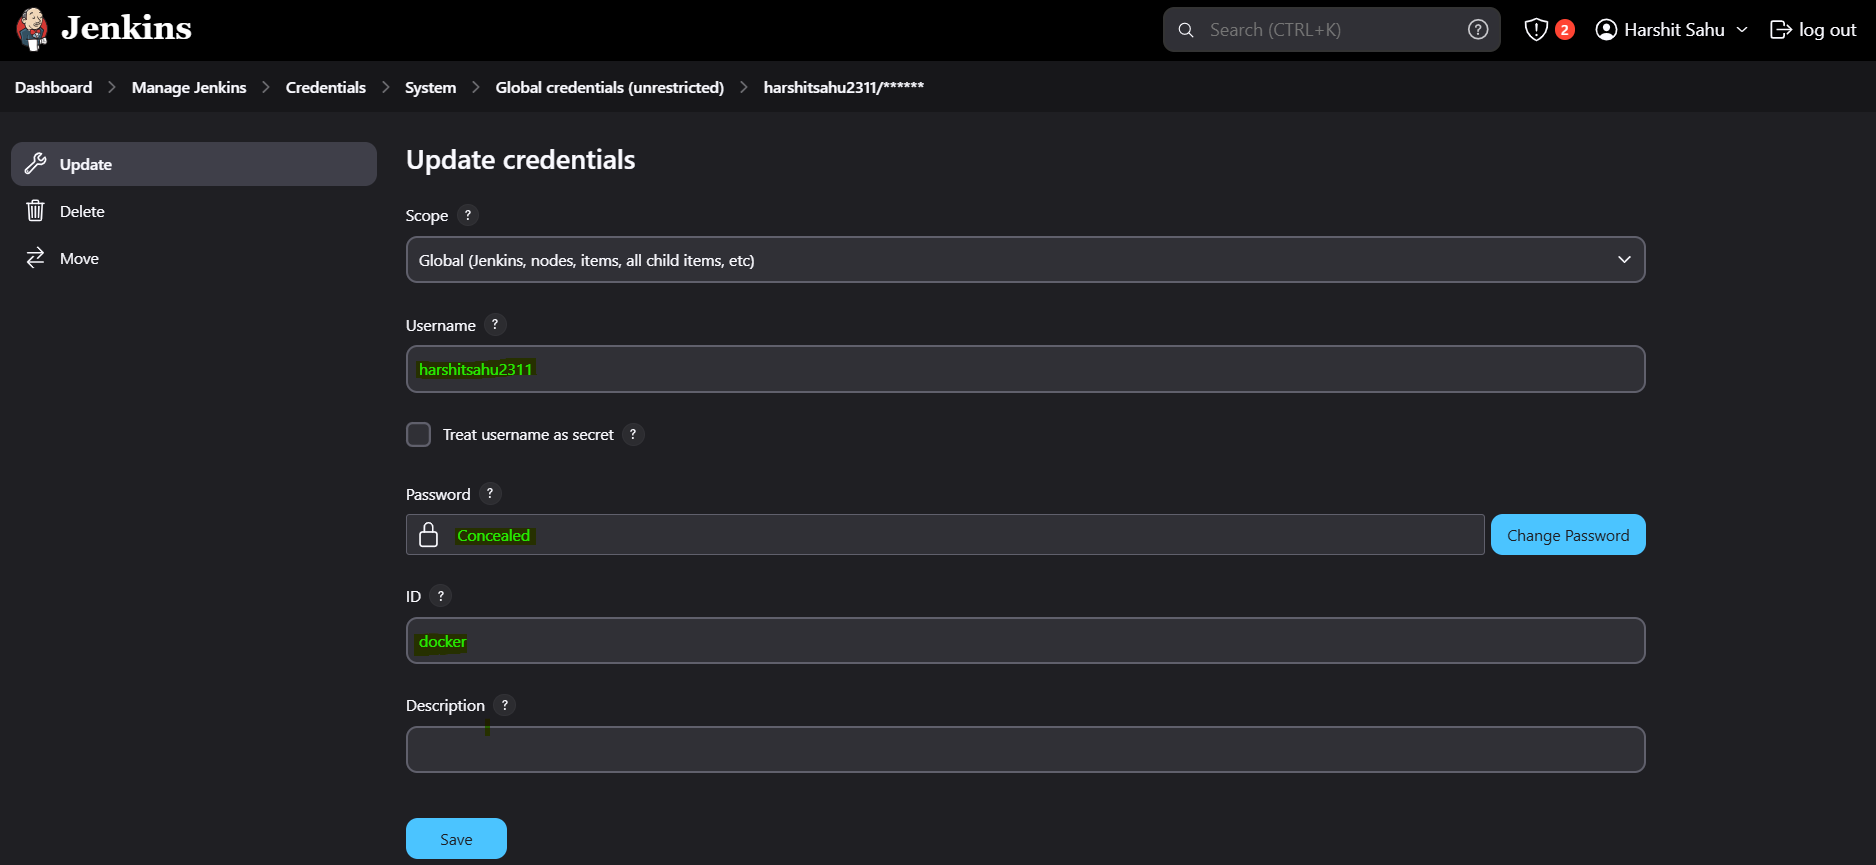 Jenkins
Search (CTRL+K)
?
2
Harshit Sahu
log out
Dashboard > Manage Jenkins > Credentials > System > Global credentials (unrestricted) > harshitsahu2311/******
Update
Delete
Move
Update credentials
Scope ?
Global (Jenkins, nodes, items, all child items, etc)
Username ?
harshitsahu2311
Treat username as secret ?
Password ?
Concealed
Change Password
ID ?
docker
Description ?
Save